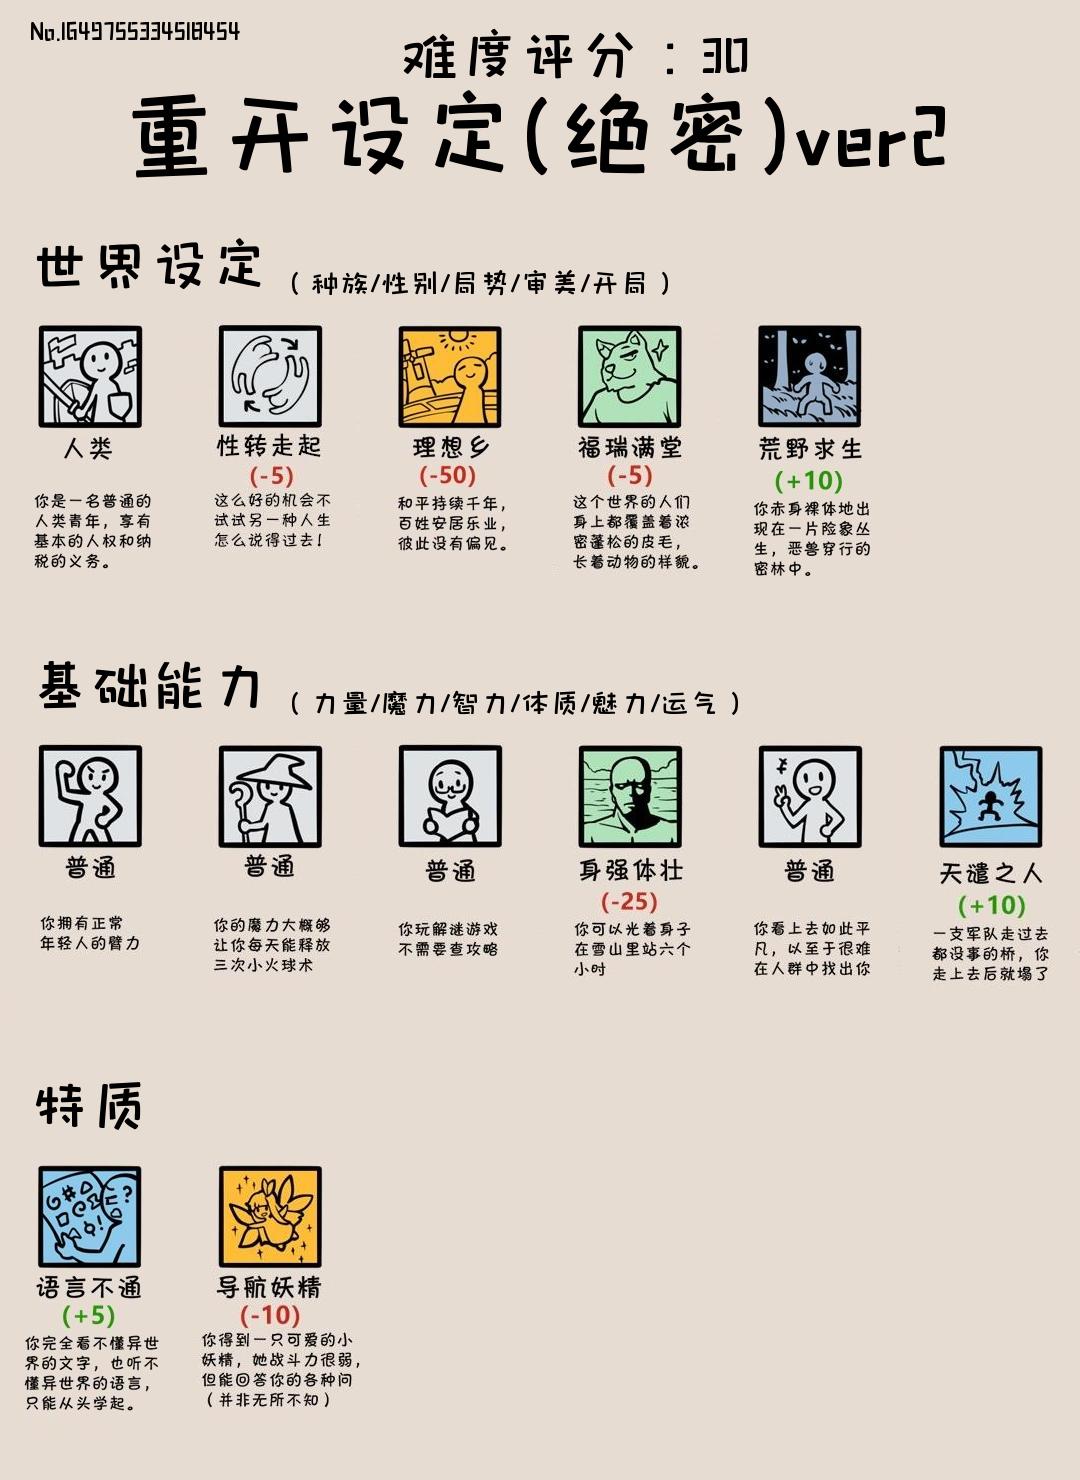 No.1649755334518454
难度评分：30
重开设定(绝密)ver2
世界设定（种族/性别/局势/审美/开局）
人类
你是一名普通的
人类青年，享有
基本的人权和纳
税的义务。
性转走起
(-5)
这么好的机会不
试试另一种人生
怎么说得过去！
理想乡
(-50)
和平持续千年，
百姓安居乐业，
彼此没有偏见。
福瑞满堂
(-5)
这个世界的人们
身上都覆盖着浓
密蓬松的皮毛，
长着动物的样貌。
荒野求生
(+10)
你赤身裸体地出
现在一片险象丛
生，恶兽穿行的
密林中。
基础能力（力量/魔力/智力/体质/魅力/运气）
普通
你拥有正常
年轻人的臂力
普通
你的魔力大概够
让你每天能释放
三次小火球术
普通
你玩解谜游戏
不需要查攻略
身强体壮
(-25)
你可以光着身子
在雪山里站六个
小时
普通
你看上去如此平
凡，以至于很难
在人群中找出你
天谴之人
(+10)
一支军队走过去
都没事的桥，你
走上去后就塌了
特质
语言不通
(+5)
你完全看不懂异世
界的文字，也听不
懂异世界的语言，
只能从头学起。
导航妖精
(-10)
你得到一只可爱的小
妖精，她战斗力很弱，
但能回答你的各种问
（并非无所不知）